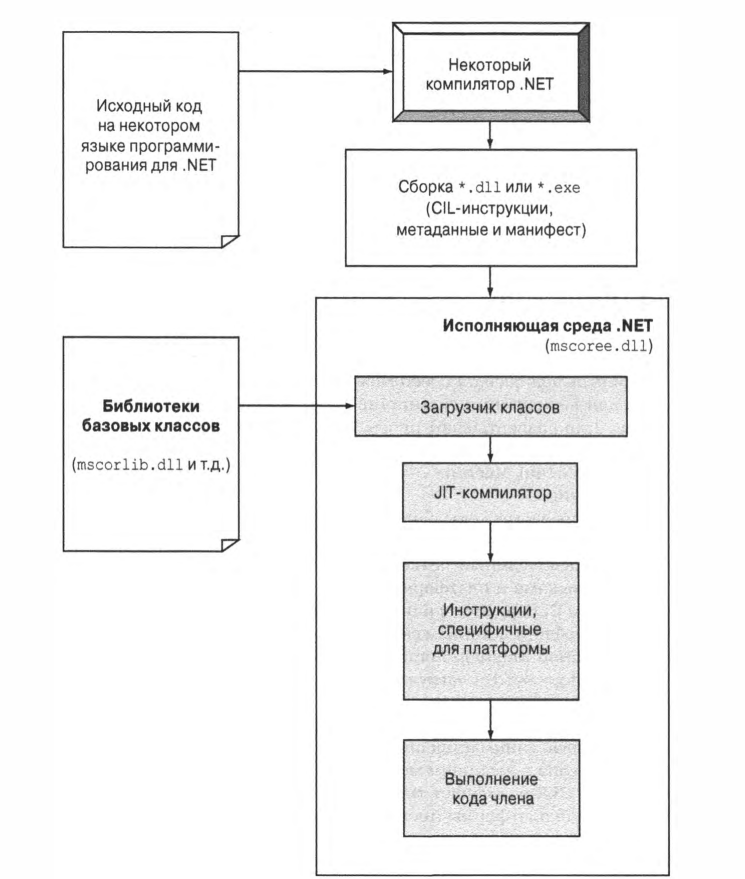 Исходный код
на некотором
языке программи-
рования для .NET
Некоторый
компилятор .NET
Сборка *.dll или *.exe
(CIL-инструкции,
метаданные и манифест)
Исполняющая среда .NET
(mscoree.dll)
Библиотеки
базовых классов
(mscorlib.dll и т.д.)
Загрузчик классов
JIT-компилятор
Инструкции,
специфичные
для платформы
Выполнение
кода члена